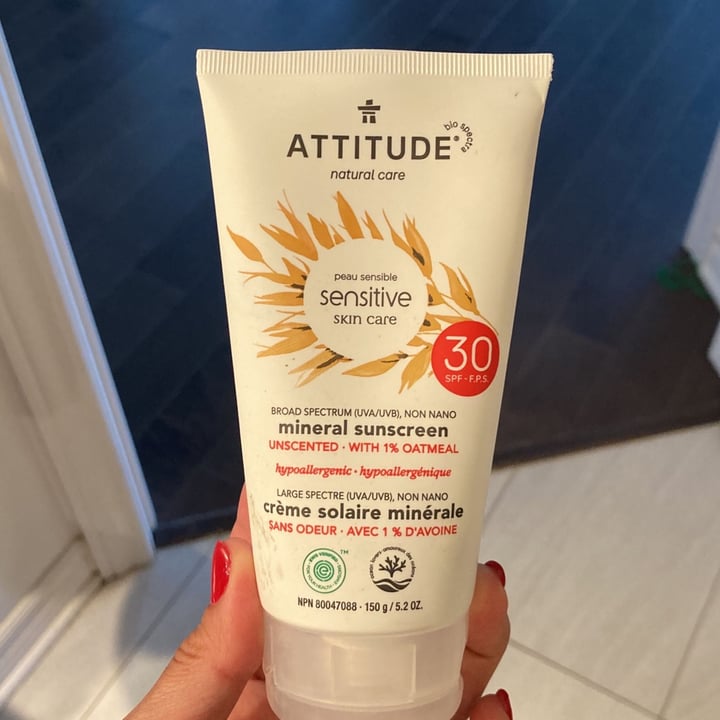 ATTITUDE®
bio spectra
natural care
peau sensible
sensitive
skin care
30
SPF - F.P.S.
BROAD SPECTRUM (UVA/UVB), NON NANO
mineral sunscreen
UNSCENTED · WITH 1% OATMEAL
hypoallergenic · hypoallergénique
LARGE SPECTRE (UVA/UVB), NON NANO
crème solaire minérale
SANS ODEUR · AVEC 1 % D'AVOINE
TM
NPN 80047088 · 150 g / 5.2 OZ.